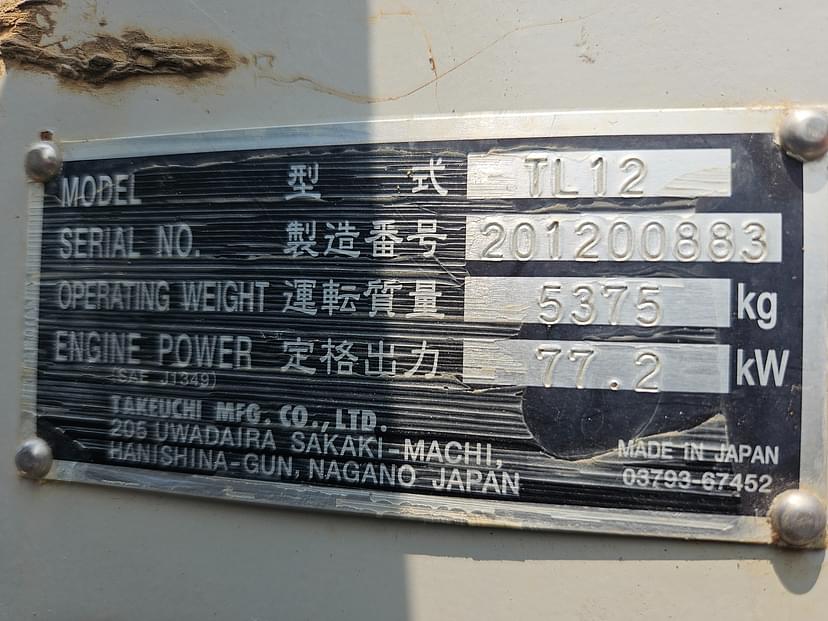 MODEL 型式 TL12
SERIAL NO. 製造番号 201200883
OPERATING WEIGHT 運転質量 5375 kg
ENGINE POWER 定格出力 77.2 kW
(SAE J1349)
TAKEUCHI MFG. CO., LTD.
205 UWADAIRA SAKAKI-MACHI,
HANISHINA-GUN, NAGANO JAPAN
MADE IN JAPAN
03793-67452